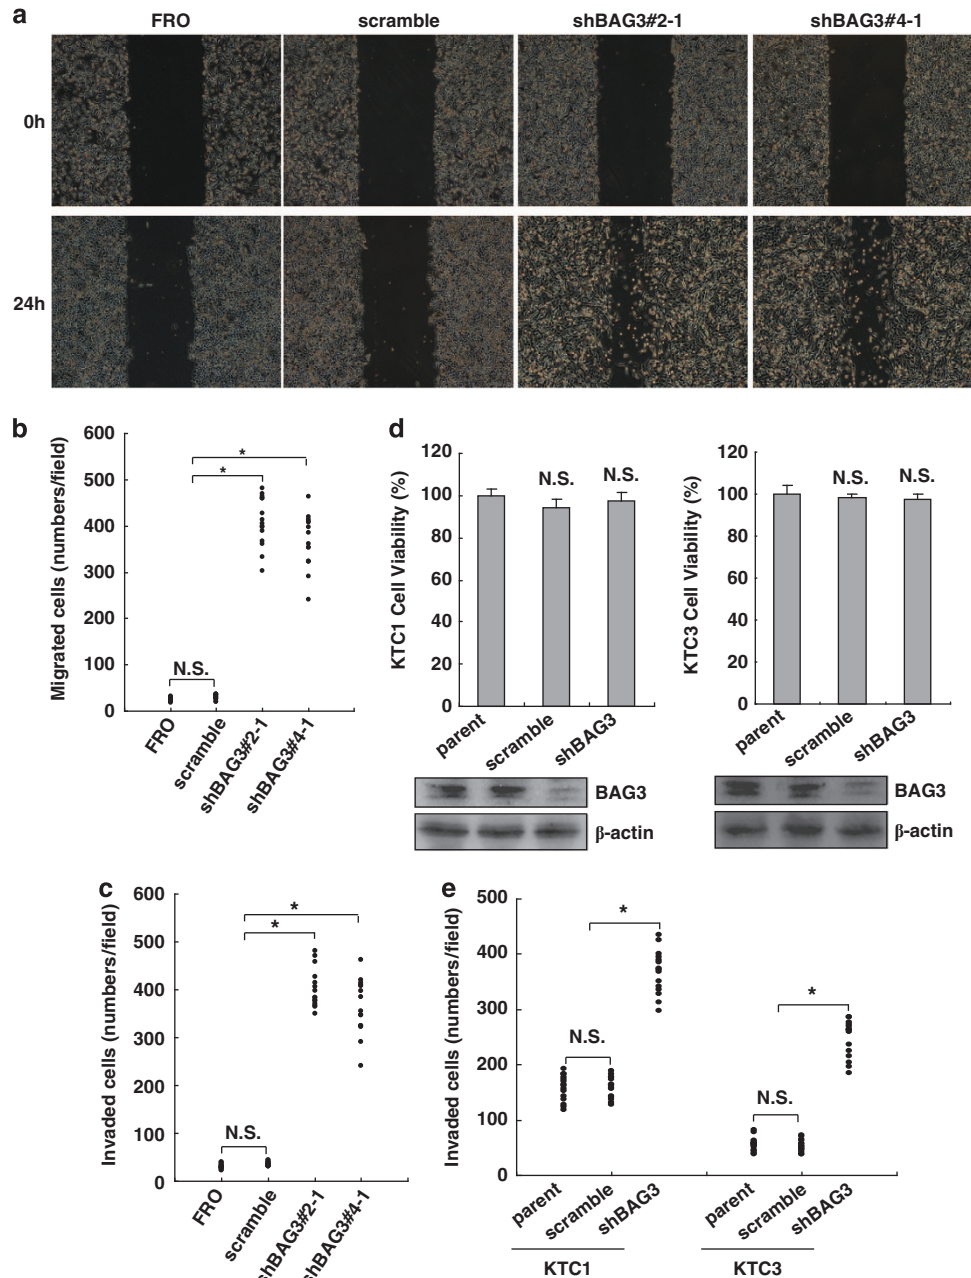 a
FRO scramble shBAG3#2-1 shBAG3#4-1
0h
24h
b
Migrated cells (numbers/field)
600
500
400
300
200
100
0
*
*
N.S.
FRO
scramble
shBAG3#2-1
shBAG3#4-1
d
KTC1 Cell Viability (%)
120
100
80
60
40
20
0
N.S. N.S.
parent
scramble
shBAG3
BAG3
β-actin
KTC3 Cell Viability (%)
120
100
80
60
40
20
0
N.S. N.S.
parent
scramble
shBAG3
BAG3
β-actin
c
Invaded cells (numbers/field)
600
500
400
300
200
100
0
*
*
N.S.
FRO
scramble
shBAG3#2-1
shBAG3#4-1
e
Invaded cells (numbers/field)
500
400
300
200
100
0
*
N.S.
*
N.S.
parent
scramble
shBAG3
parent
scramble
shBAG3
KTC1 KTC3